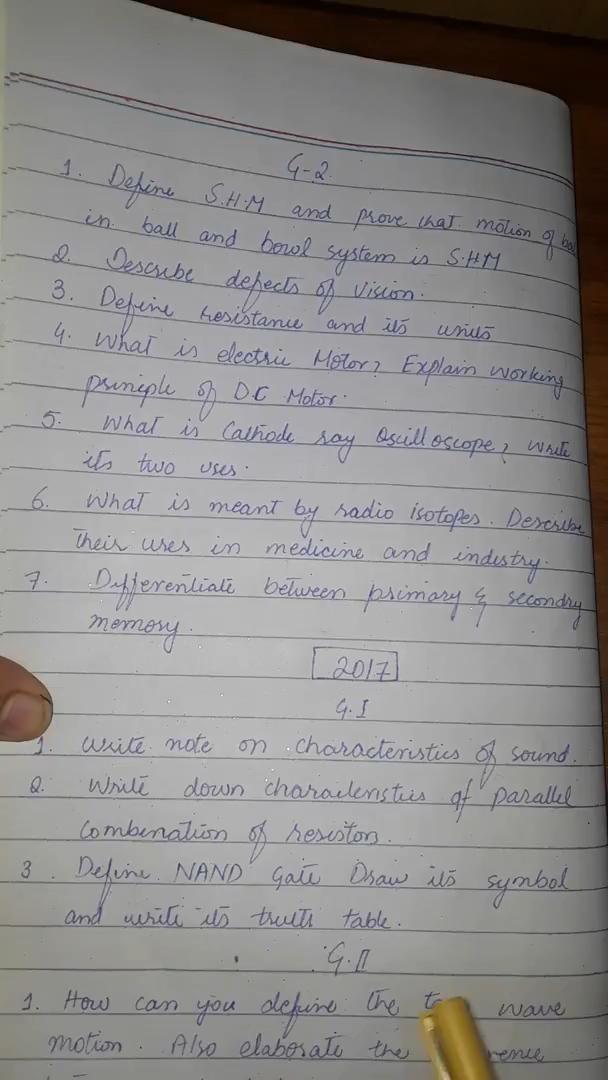 G-2
1. Define S.H.M and prove that motion of
in ball and bowl system is S.H.M
2. Describe defects of vision.
3. Define resistance and its units
4. What is electric Motor? Explain working
priniple of D.C Motor.
5. What is Cathode ray Oscilloscope? Write
its two uses.
6. What is meant by radio isotopes. Describe
their uses in medicine and industry.
7. Differentiate between primary & secondry
memory.
2017
G.I
1. Write note on characteristics of sound.
2. Write down characterstics of parallel
Combination of resistors.
3. Define NAND Gate Draw its symbol
and write its truth table.
G.II
1. How can you define the wave
motion. Also elaborate the